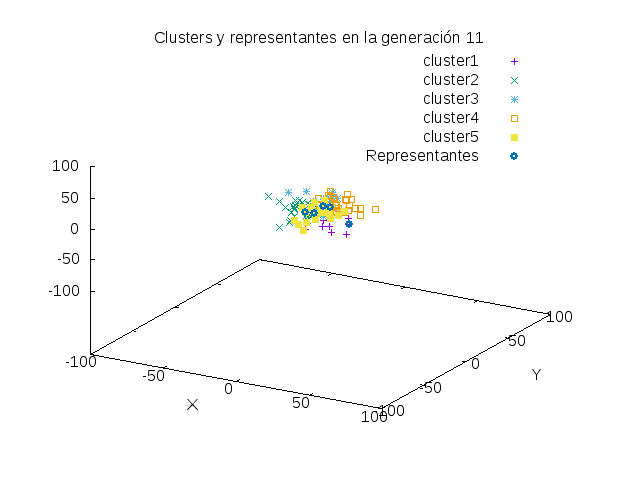 Clusters y representantes en la generación 11
cluster1
cluster2
cluster3
cluster4
cluster5
Representantes
100
50
0
-50
-100
-100
-50
0
50
100
X
-100
-50
0
50
100
Y